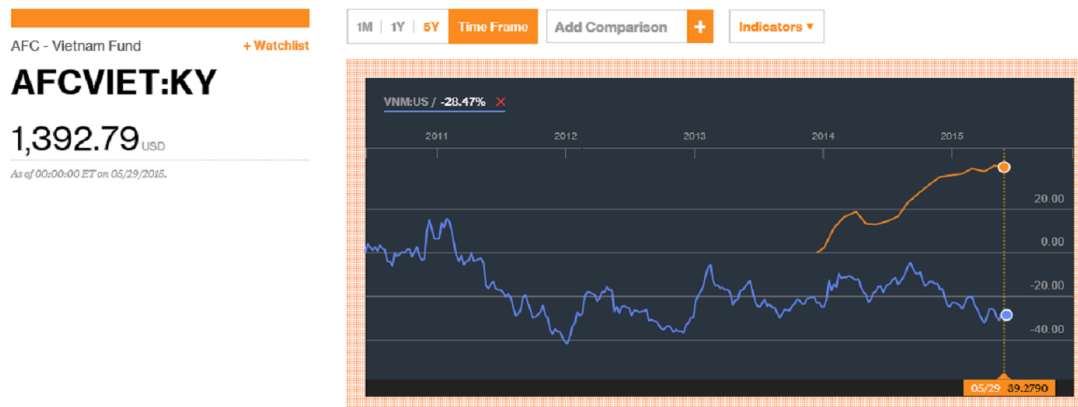 AFC - Vietnam Fund
+ Watchlist
AFCVIET:KY
1,392.79 USD
As of 00:00:00 ET on 05/29/2015.
1M 1Y 5Y Time Frame
Add Comparison +
Indicators ▾
VNM:US / -28.47% ✕
2011 2012 2013 2014 2015
20.00
0.00
-20.00
-40.00
05/29 39.2790